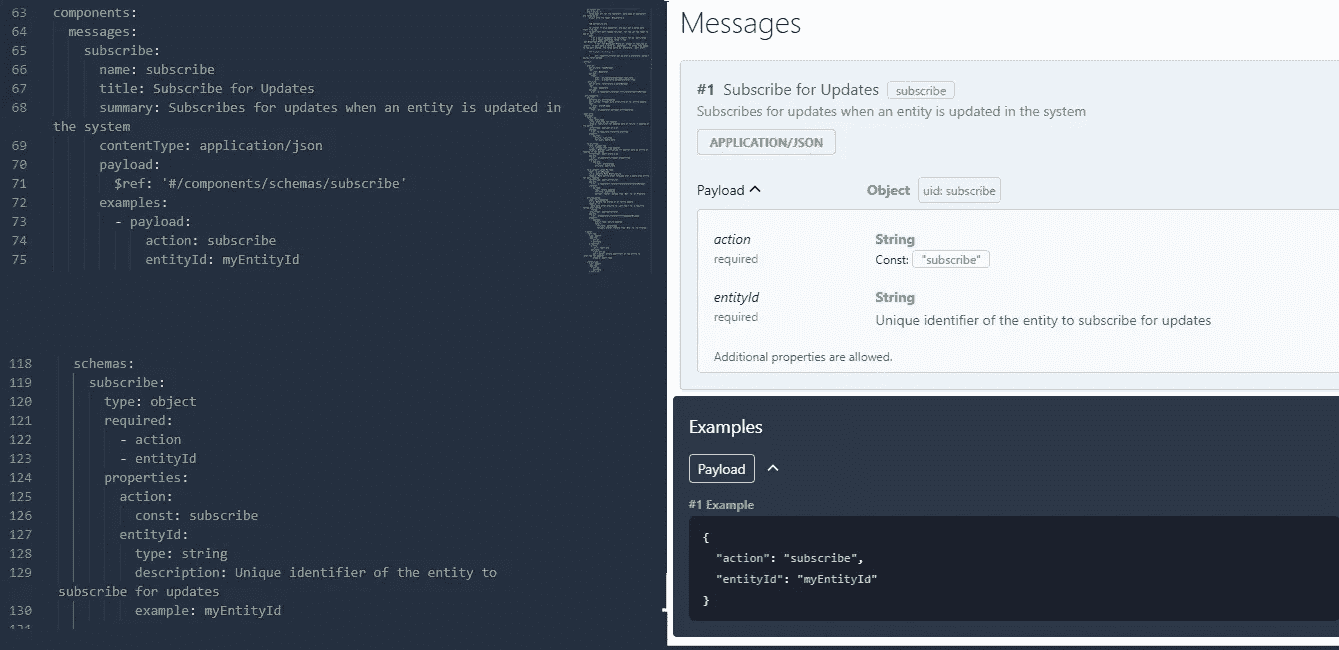 63 components:
64 messages:
65 subscribe:
66 name: subscribe
67 title: Subscribe for Updates
68 summary: Subscribes for updates when an entity is updated in
the system
69 contentType: application/json
70 payload:
71 $ref: '#/components/schemas/subscribe'
72 examples:
73 - payload:
74 action: subscribe
75 entityId: myEntityId
118 schemas:
119 subscribe:
120 type: object
121 required:
122 - action
123 - entityId
124 properties:
125 action:
126 const: subscribe
127 entityId:
128 type: string
129 description: Unique identifier of the entity to
subscribe for updates
130 example: myEntityId
Messages
#1 Subscribe for Updates subscribe
Subscribes for updates when an entity is updated in the system
APPLICATION/JSON
Payload Object uid: subscribe
action String
required Const: "subscribe"
entityId String
required Unique identifier of the entity to subscribe for updates
Additional properties are allowed.
Examples
Payload
#1 Example
{
"action": "subscribe",
"entityId": "myEntityId"
}